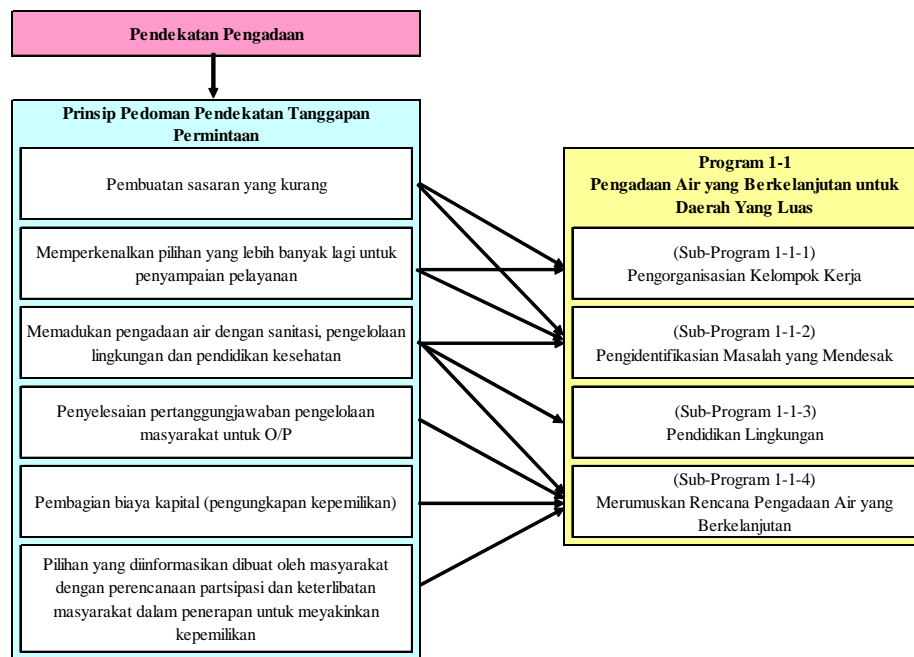 Pendekatan Pengadaan
Prinsip Pedoman Pendekatan Tanggapan
Permintaan
Pembuatan sasaran yang kurang
Memperkenalkan pilihan yang lebih banyak lagi untuk
penyampaian pelayanan
Memadukan pengadaan air dengan sanitasi, pengelolaan
lingkungan dan pendidikan kesehatan
Penyelesaian pertanggungjawaban pengelolaan
masyarakat untuk O/P
Pembagian biaya kapital (pengungkapan kepemilikan)
Pilihan yang diinformasikan dibuat oleh masyarakat
dengan perencanaan partsipasi dan keterlibatan
masyarakat dalam penerapan untuk meyakinkan
kepemilikan
Program 1-1
Pengadaan Air yang Berkelanjutan untuk
Daerah Yang Luas
(Sub-Program 1-1-1)
Pengorganisasian Kelompok Kerja
(Sub-Program 1-1-2)
Pengidentifikasian Masalah yang Mendesak
(Sub-Program 1-1-3)
Pendidikan Lingkungan
(Sub-Program 1-1-4)
Merumuskan Rencana Pengadaan Air yang
Berkelanjutan